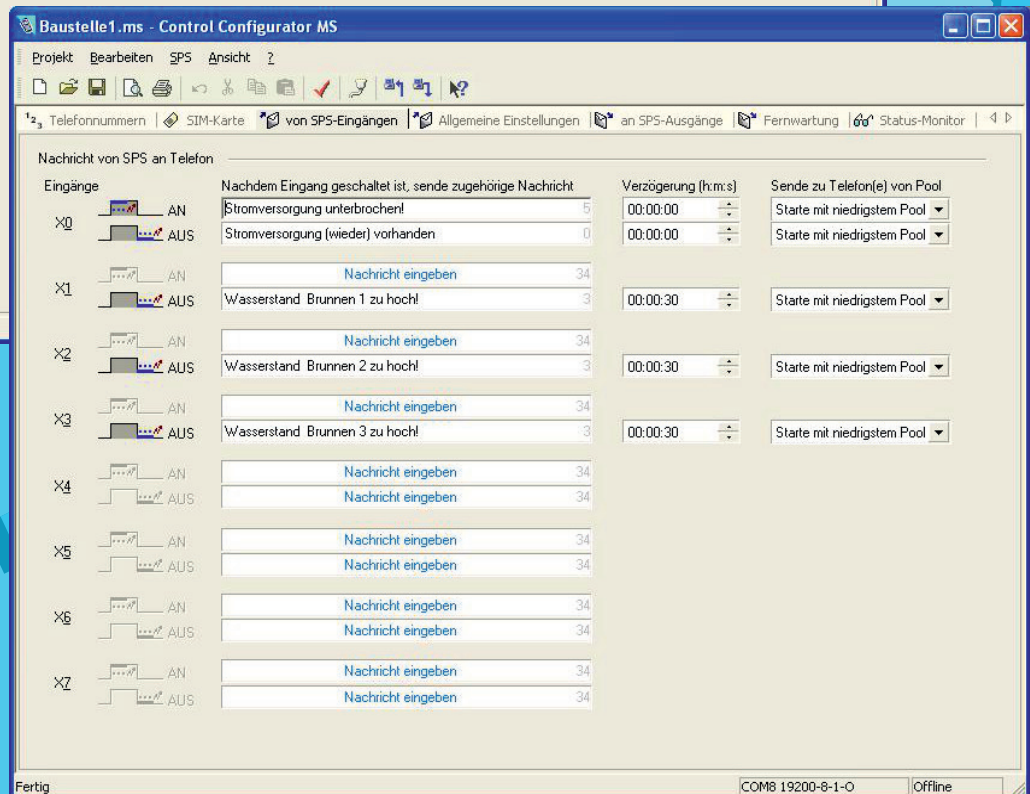 Baustelle1.ms - Control Configurator MS
Projekt Bearbeiten SPS Ansicht ?
1 2 3 Telefonnummern SIM-Karte von SPS-Eingängen Allgemeine Einstellungen an SPS-Ausgänge Fernwartung Status-Monitor
Nachricht von SPS an Telefon
Eingänge Nachdem Eingang geschaltet ist, sende zugehörige Nachricht Verzögerung (h:m:s) Sende zu Telefon(e) von Pool
X0 AN Stromversorgung unterbrochen! 5 00:00:00 Starte mit niedrigstem Pool
AUS Stromversorgung (wieder) vorhanden 0 00:00:00 Starte mit niedrigstem Pool
X1 AN Nachricht eingeben 34
AUS Wasserstand Brunnen 1 zu hoch! 3 00:00:30 Starte mit niedrigstem Pool
X2 AN Nachricht eingeben 34
AUS Wasserstand Brunnen 2 zu hoch! 3 00:00:30 Starte mit niedrigstem Pool
X3 AN Nachricht eingeben 34
AUS Wasserstand Brunnen 3 zu hoch! 3 00:00:30 Starte mit niedrigstem Pool
X4 AN Nachricht eingeben 34
AUS Nachricht eingeben 34
X5 AN Nachricht eingeben 34
AUS Nachricht eingeben 34
X6 AN Nachricht eingeben 34
AUS Nachricht eingeben 34
X7 AN Nachricht eingeben 34
AUS Nachricht eingeben 34
Fertig COM8 19200-8-1-O Offline